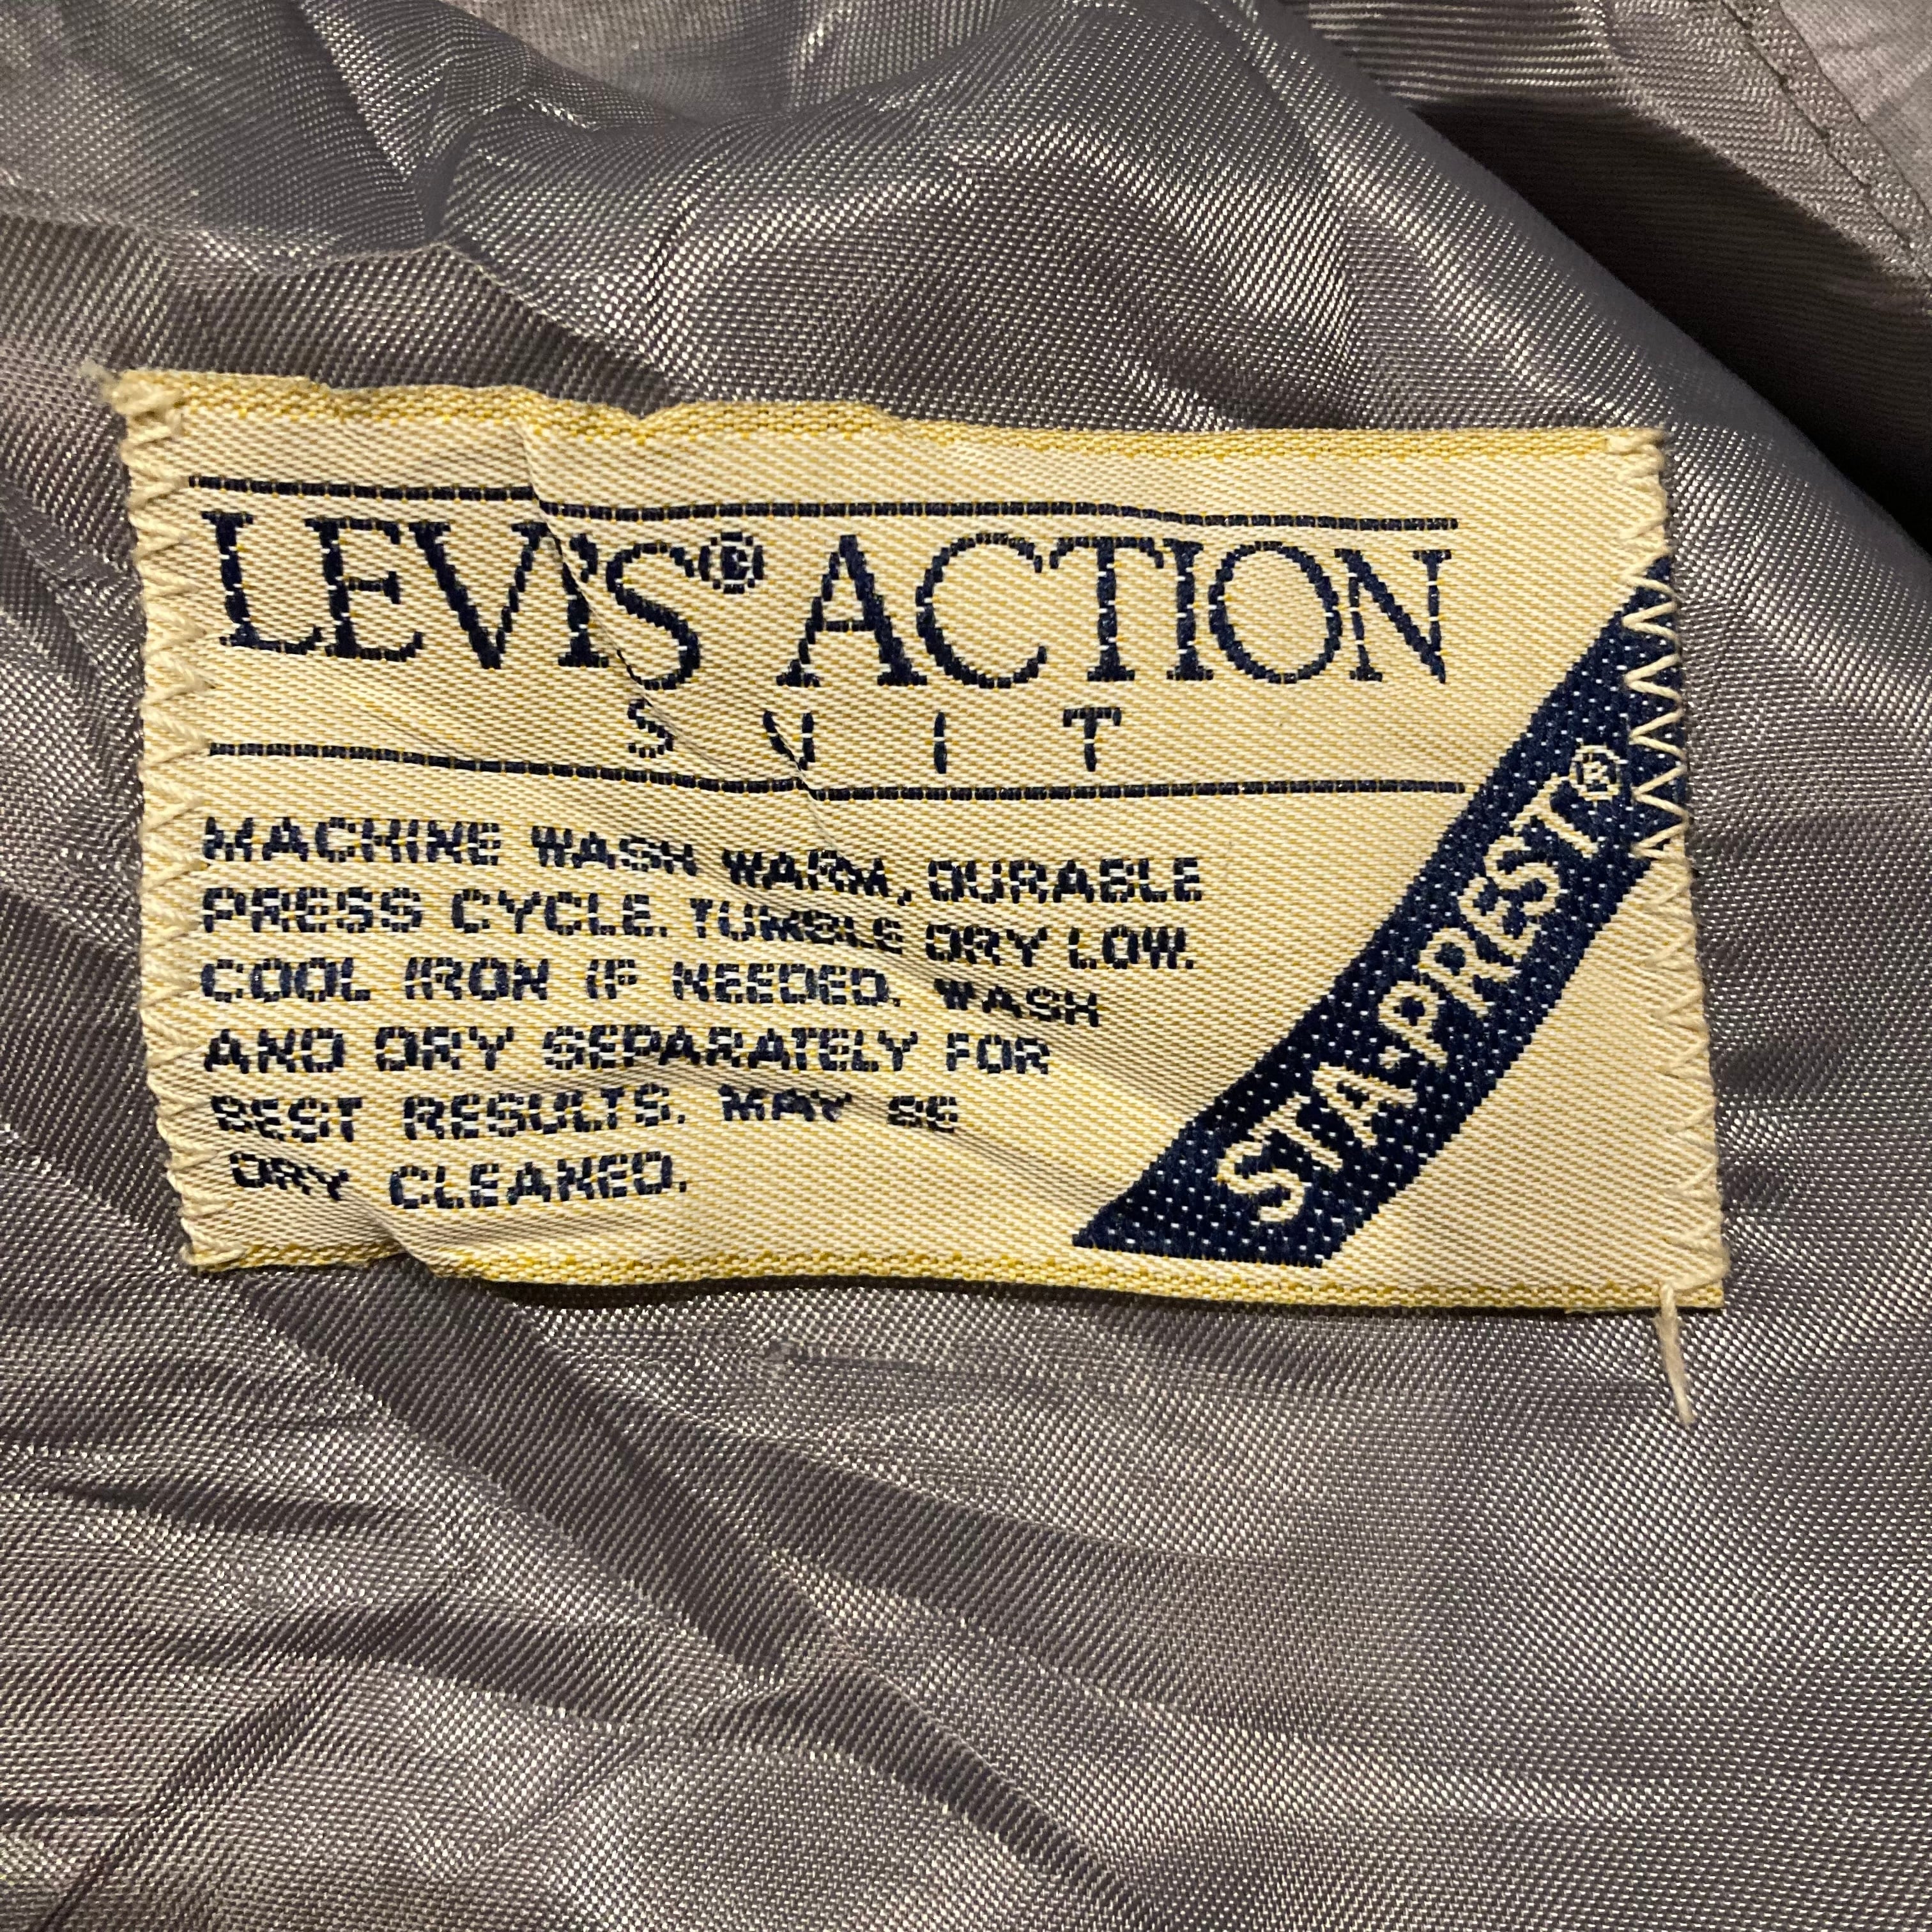 LEVI'S® ACTION
SUIT
MACHINE WASH WARM, DURABLE
PRESS CYCLE. TUMBLE DRY LOW.
COOL IRON IF NEEDED. WASH
AND DRY SEPARATELY FOR
BEST RESULTS. MAY BE
DRY CLEANED.
STA-PREST®